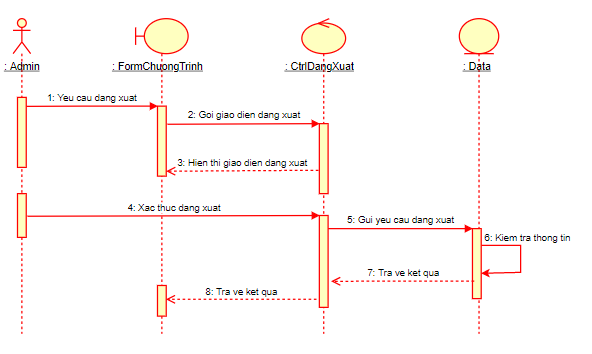 : Admin
: FormChuongTrinh
: CtrlDangXuat
: Data
1: Yeu cau dang xuat
2: Goi giao dien dang xuat
3: Hien thi giao dien dang xuat
4: Xac thuc dang xuat
5: Gui yeu cau dang xuat
6: Kiem tra thong tin
7: Tra ve ket qua
8: Tra ve ket qua